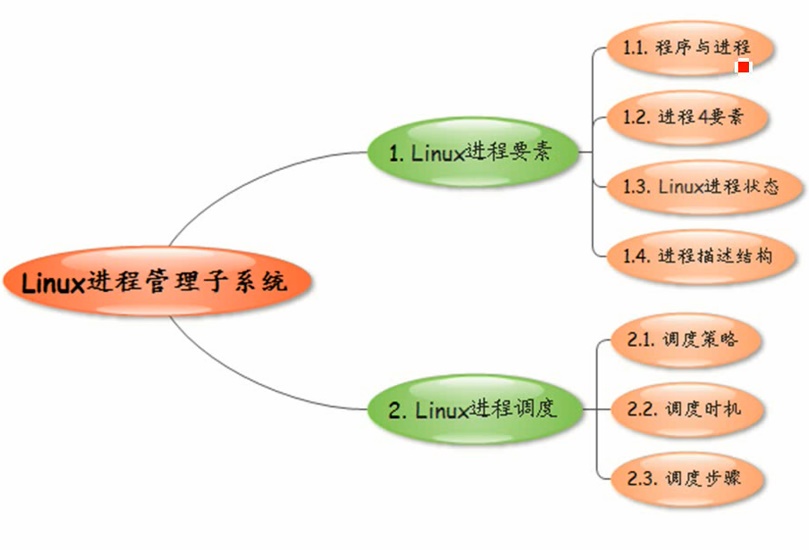 Linux进程管理子系统
1. Linux进程要素
1.1. 程序与进程
1.2. 进程4要素
1.3. Linux进程状态
1.4. 进程描述结构
2. Linux进程调度
2.1. 调度策略
2.2. 调度时机
2.3. 调度步骤